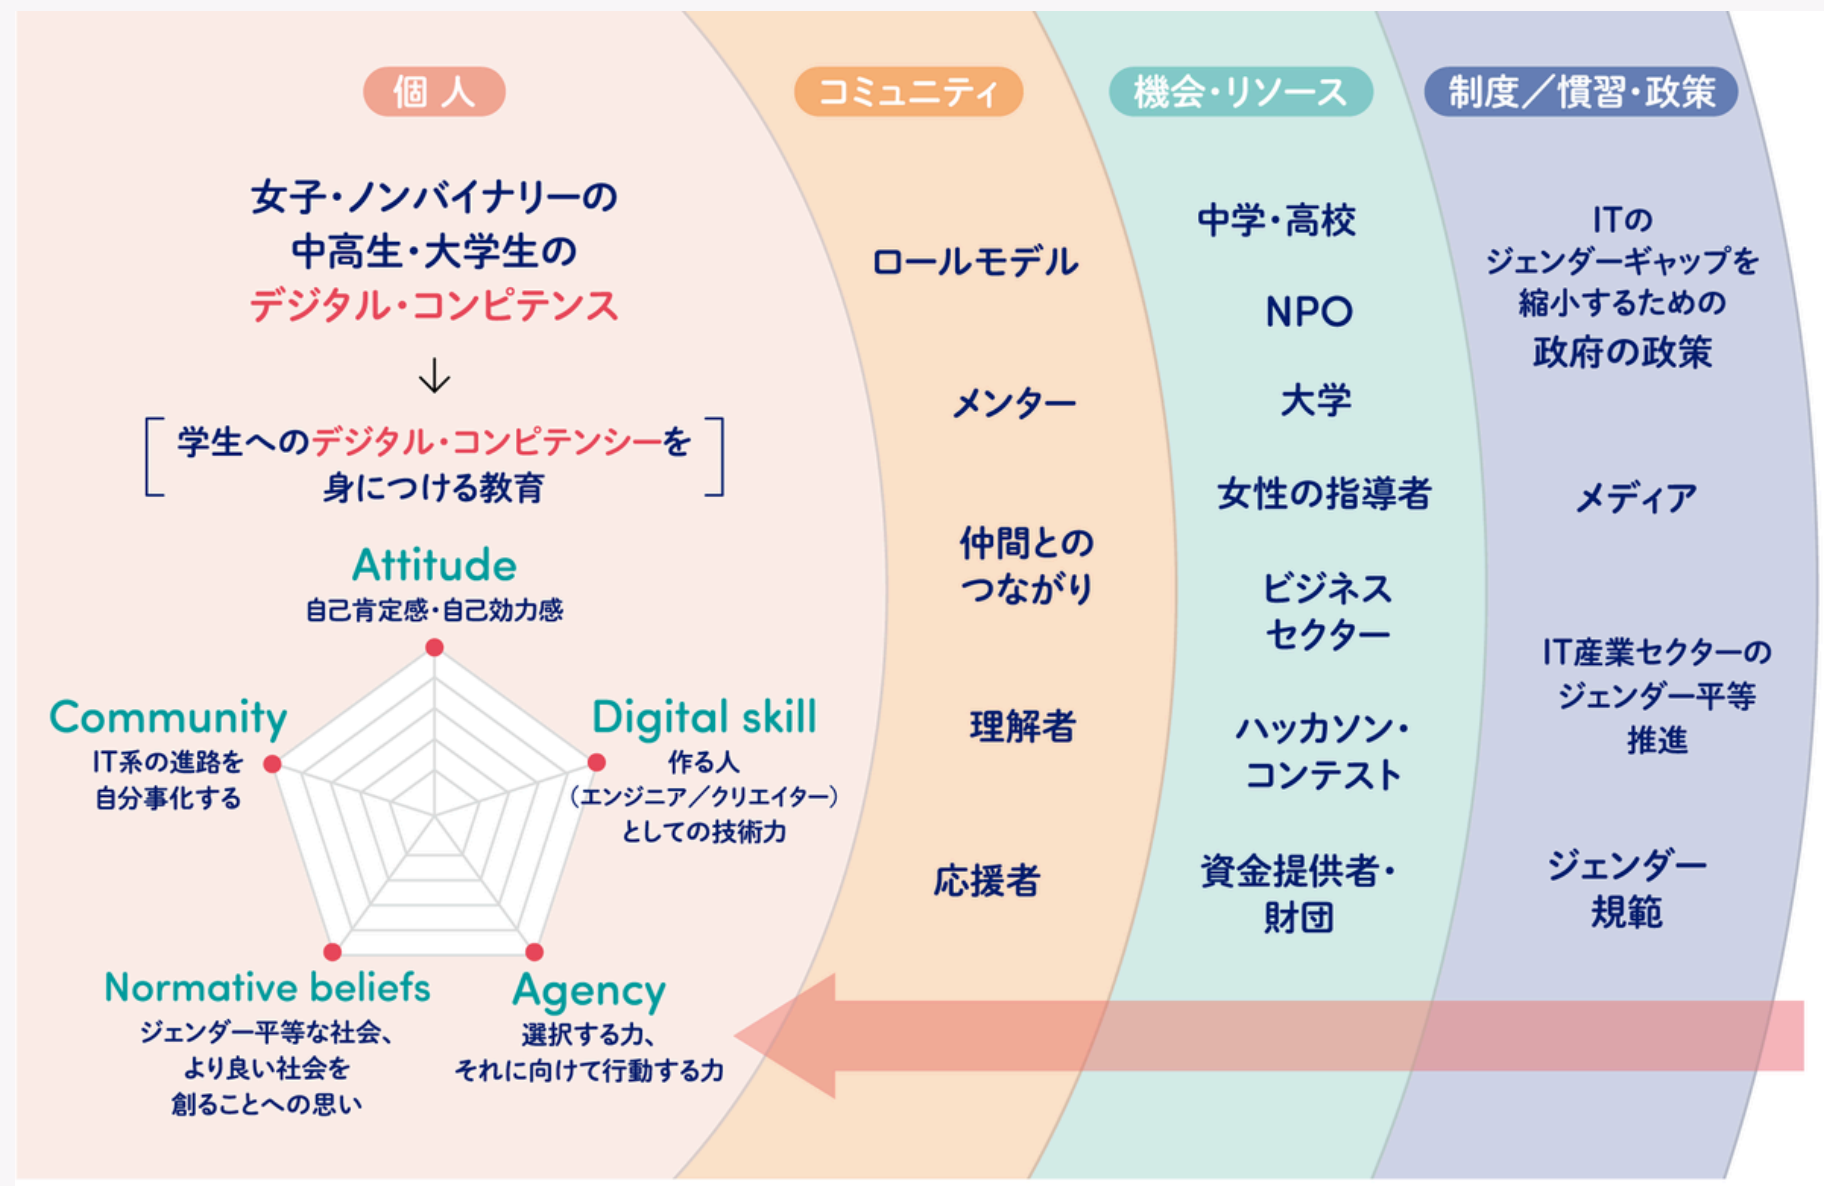 個人
女子・ノンバイナリーの
中高生・大学生の
デジタル・コンピテンス
↓
[学生へのデジタル・コンピテンシーを
身につける教育]
Attitude
自己肯定感・自己効力感
Community
IT系の進路を
自分事化する
Digital skill
作る人
（エンジニア／クリエイター）
としての技術力
Normative beliefs
ジェンダー平等な社会、
より良い社会を
創ることへの思い
Agency
選択する力、
それに向けて行動する力
コミュニティ
ロールモデル
メンター
仲間との
つながり
理解者
応援者
機会・リソース
中学・高校
NPO
大学
女性の指導者
ビジネス
セクター
ハッカソン・
コンテスト
資金提供者・
財団
制度／慣習・政策
ITの
ジェンダーギャップを
縮小するための
政府の政策
メディア
IT産業セクターの
ジェンダー平等
推進
ジェンダー
規範